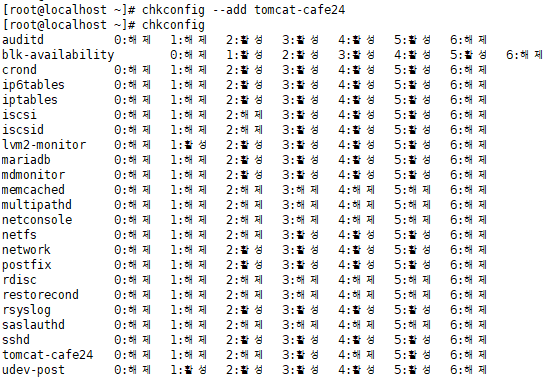 [root@localhost ~]# chkconfig --add tomcat-cafe24
[root@localhost ~]# chkconfig
auditd 0:해제 1:해제 2:활성 3:활성 4:활성 5:활성 6:해제
blk-availability 0:해제 1:활성 2:활성 3:활성 4:활성 5:활성 6:해제
crond 0:해제 1:해제 2:활성 3:활성 4:활성 5:활성 6:해제
ip6tables 0:해제 1:해제 2:활성 3:활성 4:활성 5:활성 6:해제
iptables 0:해제 1:해제 2:활성 3:활성 4:활성 5:활성 6:해제
iscsi 0:해제 1:해제 2:해제 3:활성 4:활성 5:활성 6:해제
iscsid 0:해제 1:해제 2:해제 3:활성 4:활성 5:활성 6:해제
lvm2-monitor 0:해제 1:활성 2:활성 3:활성 4:활성 5:활성 6:해제
mariadb 0:해제 1:해제 2:활성 3:활성 4:활성 5:활성 6:해제
mdmonitor 0:해제 1:해제 2:활성 3:활성 4:활성 5:활성 6:해제
memcached 0:해제 1:해제 2:해제 3:해제 4:해제 5:해제 6:해제
multipathd 0:해제 1:해제 2:해제 3:해제 4:해제 5:해제 6:해제
netconsole 0:해제 1:해제 2:해제 3:해제 4:해제 5:해제 6:해제
netfs 0:해제 1:해제 2:해제 3:활성 4:활성 5:활성 6:해제
network 0:해제 1:해제 2:활성 3:활성 4:활성 5:활성 6:해제
postfix 0:해제 1:해제 2:활성 3:활성 4:활성 5:활성 6:해제
rdisc 0:해제 1:해제 2:해제 3:해제 4:해제 5:해제 6:해제
restorecond 0:해제 1:해제 2:해제 3:해제 4:해제 5:해제 6:해제
rsyslog 0:해제 1:해제 2:활성 3:활성 4:활성 5:활성 6:해제
saslauthd 0:해제 1:해제 2:해제 3:해제 4:해제 5:해제 6:해제
sshd 0:해제 1:해제 2:활성 3:활성 4:활성 5:활성 6:해제
tomcat-cafe24 0:해제 1:해제 2:해제 3:활성 4:활성 5:활성 6:해제
udev-post 0:해제 1:활성 2:활성 3:활성 4:활성 5:활성 6:해제